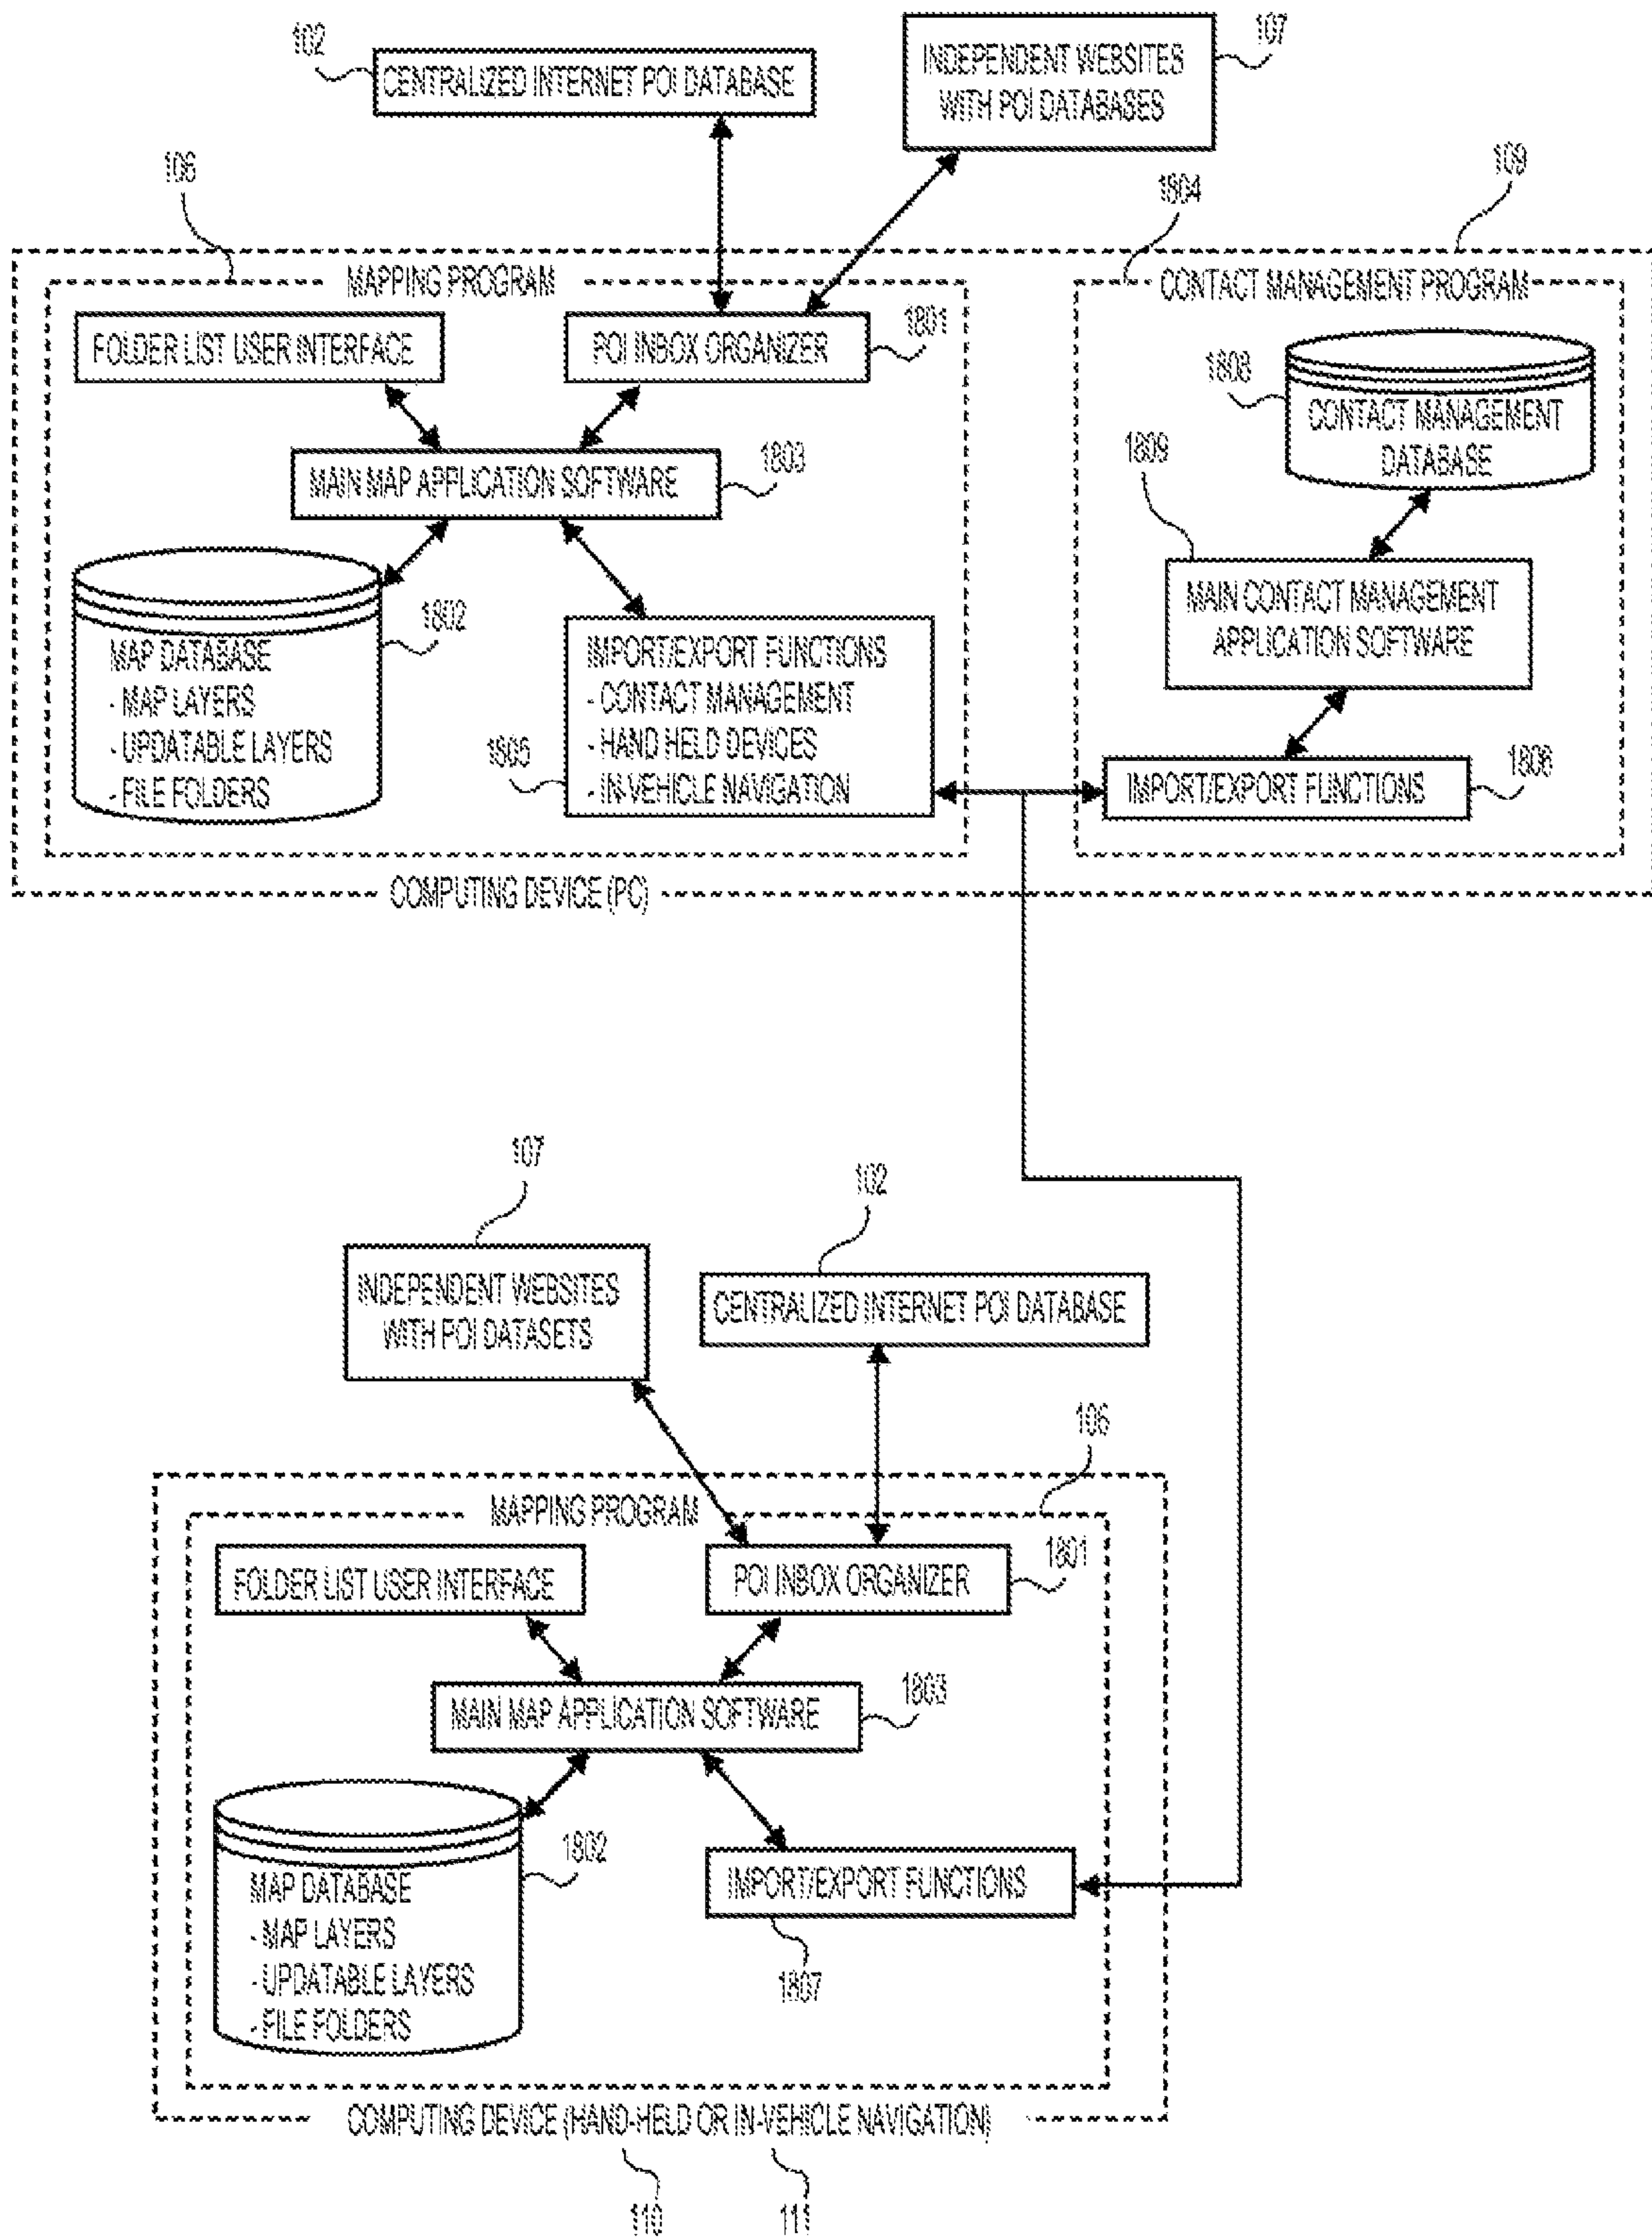 102
CENTRALIZED INTERNET POI DATABASE
INDEPENDENT WEBSITES
WITH POI DATABASES
107
106
1804
109
MAPPING PROGRAM
CONTACT MANAGEMENT PROGRAM
FOLDER LIST USER INTERFACE
POI INBOX ORGANIZER
1801
1808
CONTACT MANAGEMENT
DATABASE
MAIN MAP APPLICATION SOFTWARE
1803
1809
MAIN CONTACT MANAGEMENT
APPLICATION SOFTWARE
MAP DATABASE
- MAP LAYERS
- UPDATABLE LAYERS
- FILE FOLDERS
1802
IMPORT/EXPORT FUNCTIONS
- CONTACT MANAGEMENT
- HAND HELD DEVICES
- IN-VEHICLE NAVIGATION
1805
IMPORT/EXPORT FUNCTIONS
1806
COMPUTING DEVICE (PC)
107
INDEPENDENT WEBSITES
WITH POI DATASETS
102
CENTRALIZED INTERNET POI DATABASE
106
MAPPING PROGRAM
FOLDER LIST USER INTERFACE
POI INBOX ORGANIZER
1801
MAIN MAP APPLICATION SOFTWARE
1803
MAP DATABASE
- MAP LAYERS
- UPDATABLE LAYERS
- FILE FOLDERS
1802
IMPORT/EXPORT FUNCTIONS
1807
COMPUTING DEVICE (HAND-HELD OR IN-VEHICLE NAVIGATION)
110
111